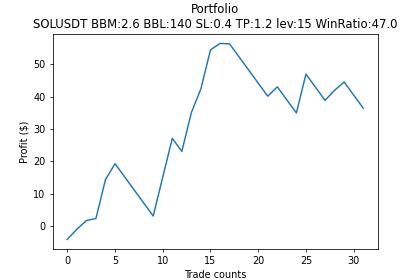 Portfolio
SOLUSDT BBM:2.6 BBL:140 SL:0.4 TP:1.2 lev:15 WinRatio:47.0
50
40
30
20
10
0
Profit ($)
0 5 10 15 20 25 30
Trade counts